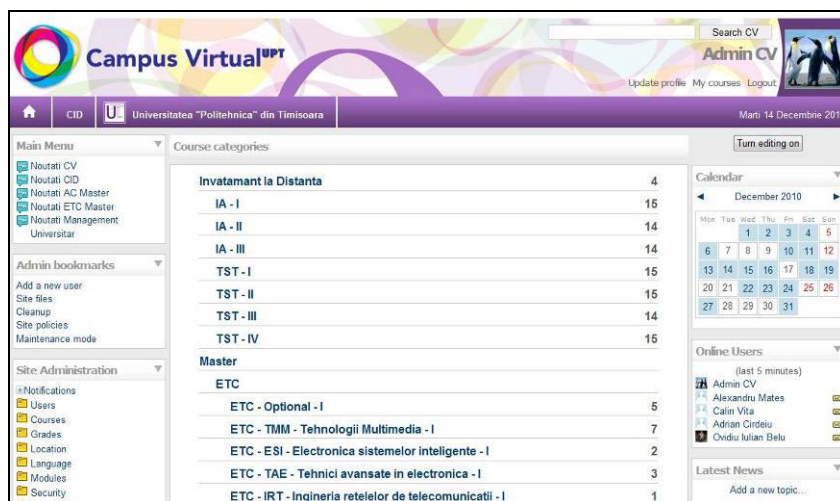 Campus Virtual UPT
Search CV
Admin CV
Update profile My courses Logout
CID
U Universitatea "Politehnica" din Timisoara
Marti 14 Decembrie 201
Main Menu
Noutati CV
Noutati CID
Noutati AC Master
Noutati ETC Master
Noutati Management
Universitar
Admin bookmarks
Add a new user
Site files
Cleanup
Site policies
Maintenance mode
Site Administration
Notifications
Users
Courses
Grades
Location
Language
Modules
Security
Course categories
Invatamant la Distanta 4
IA - I 15
IA - II 14
IA - III 14
TST - I 15
TST - II 15
TST - III 14
TST - IV 15
Master
ETC
ETC - Optional - I 5
ETC - TMM - Tehnologii Multimedia - I 7
ETC - ESI - Electronica sistemelor inteligente - I 2
ETC - TAE - Tehnici avansate in electronica - I 3
ETC - IRT - Ingineria retelelor de telecomunicatii - I 1
Turn editing on
Calendar
December 2010
Mon Tue Wed Thu Fri Sat Sun
1 2 3 4 5
6 7 8 9 10 11 12
13 14 15 16 17 18 19
20 21 22 23 24 25 26
27 28 29 30 31
Online Users
(last 5 minutes)
Admin CV
Alexandru Mates
Calin Vita
Adrian Cirdeiu
Ovidiu Iulian Belu
Latest News
Add a new topic...